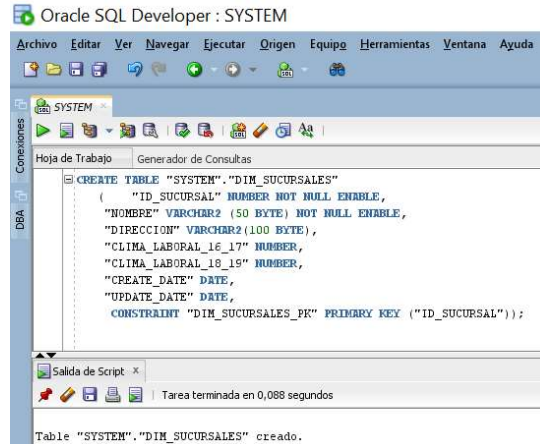 Oracle SQL Developer : SYSTEM
Archivo Editar Ver Navegar Ejecutar Origen Equipo Herramientas Ventana Ayuda
SYSTEM
Conexiones
DBA
Hoja de Trabajo Generador de Consultas
CREATE TABLE "SYSTEM"."DIM_SUCURSALES"
( "ID_SUCURSAL" NUMBER NOT NULL ENABLE,
"NOMBRE" VARCHAR2 (50 BYTE) NOT NULL ENABLE,
"DIRECCION" VARCHAR2(100 BYTE),
"CLIMA_LABORAL_16_17" NUMBER,
"CLIMA_LABORAL_18_19" NUMBER,
"CREATE_DATE" DATE,
"UPDATE_DATE" DATE,
CONSTRAINT "DIM_SUCURSALES_PK" PRIMARY KEY ("ID_SUCURSAL"));
Salida de Script
Tarea terminada en 0,088 segundos
Table "SYSTEM"."DIM_SUCURSALES" creado.